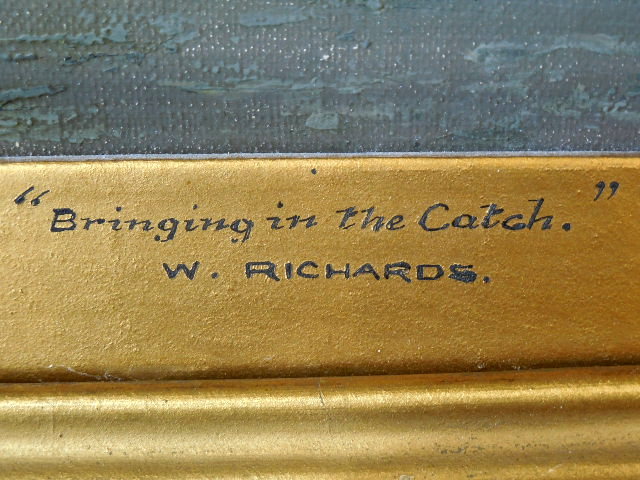 “Bringing in the Catch.”
W. RICHARDS.